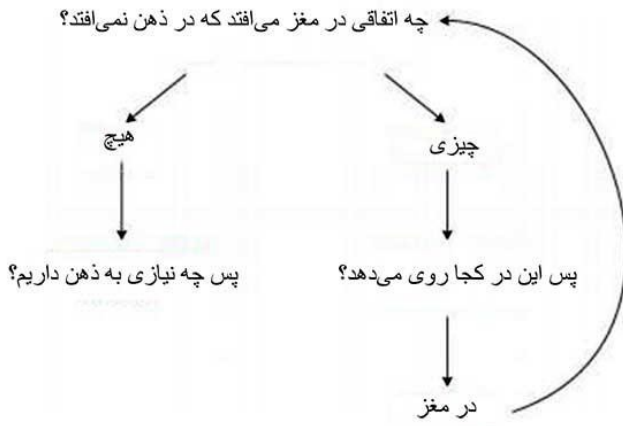 چه اتفاقی در مغز می‌افتد که در ذهن نمی‌افتد؟
چیزی
هیچ
پس این در کجا روی می‌دهد؟
پس چه نیازی به ذهن داریم؟
در مغز